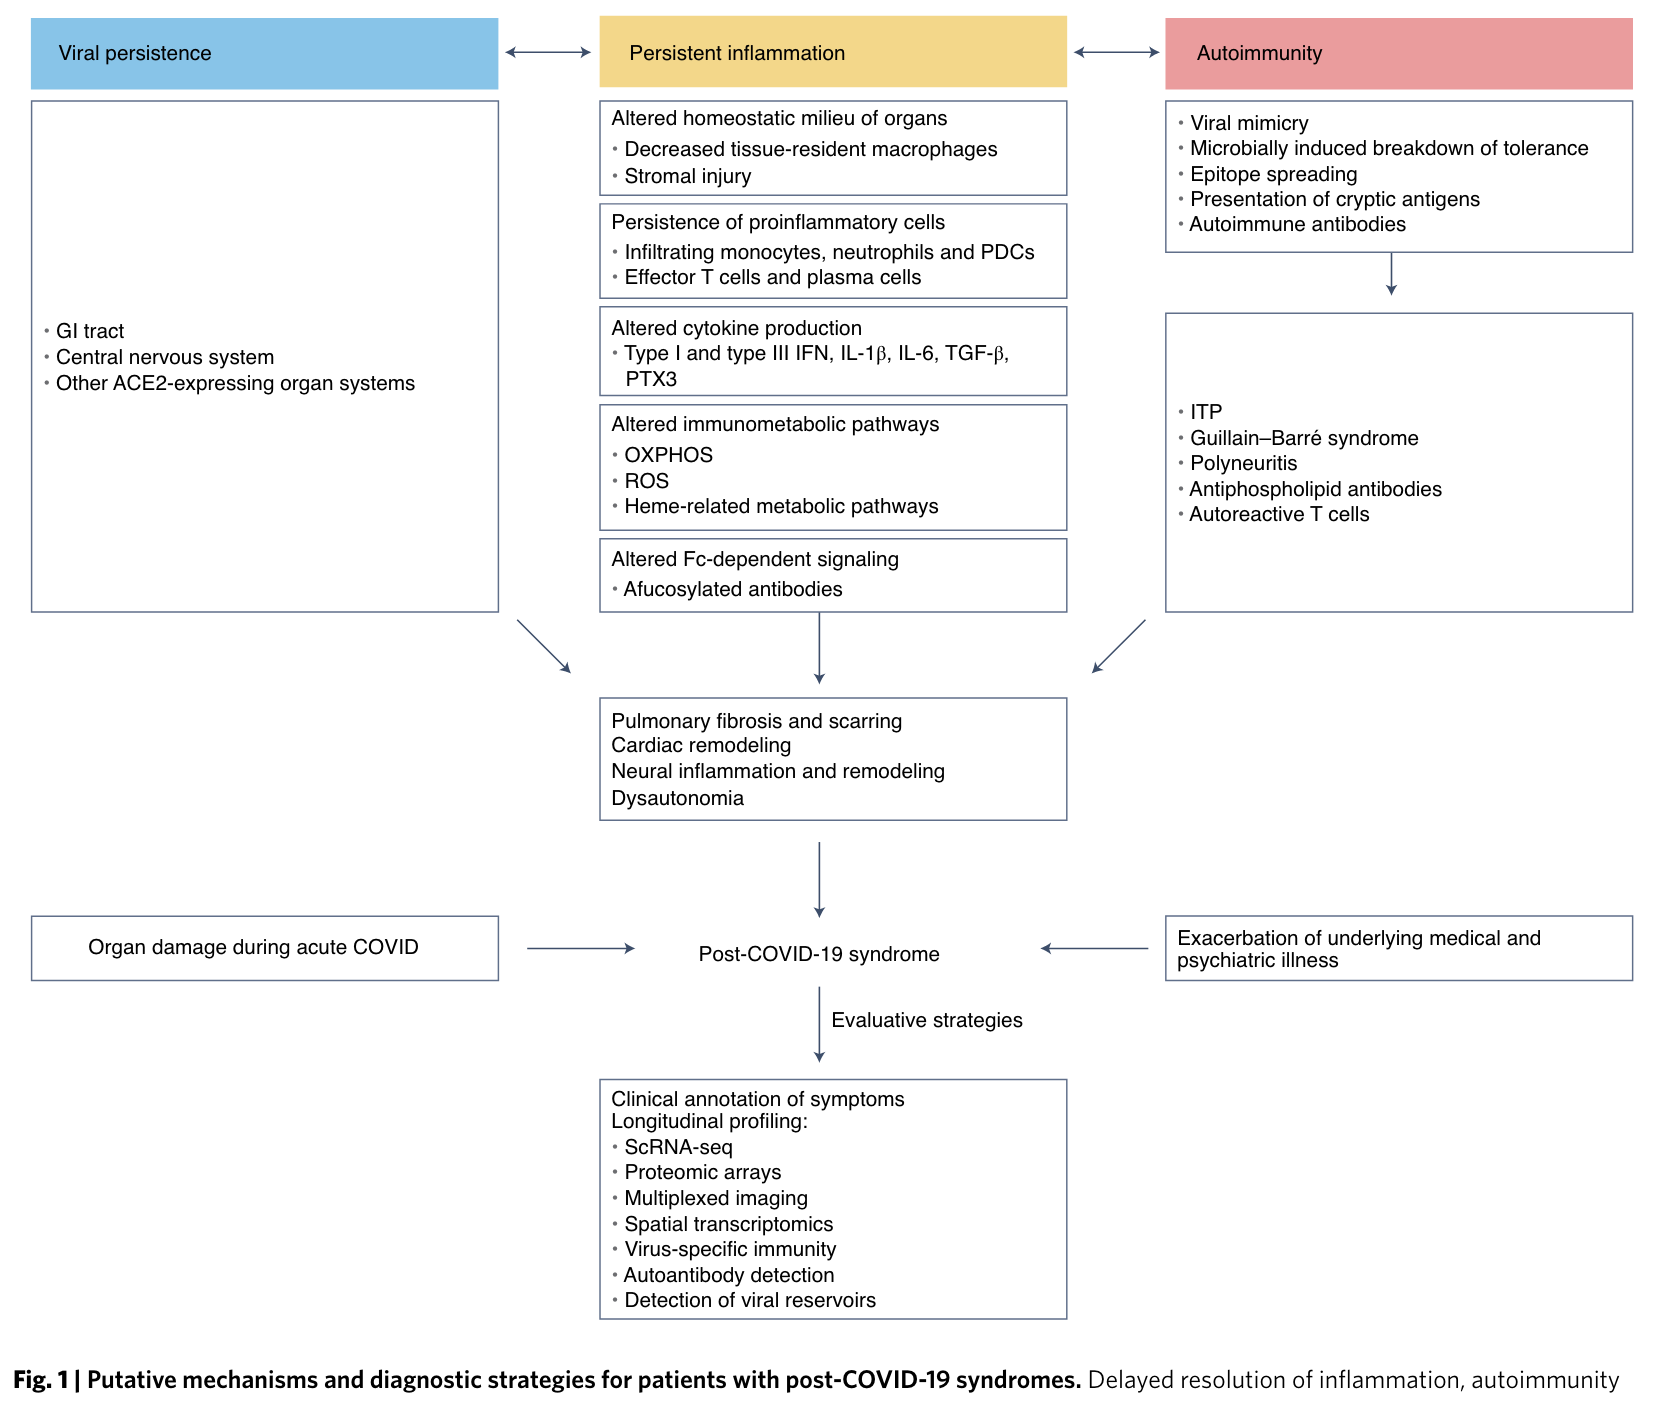 Viral persistence
Persistent inflammation
Autoimmunity
• GI tract
• Central nervous system
• Other ACE2-expressing organ systems
Altered homeostatic milieu of organs
• Decreased tissue-resident macrophages
• Stromal injury
Persistence of proinflammatory cells
• Infiltrating monocytes, neutrophils and PDCs
• Effector T cells and plasma cells
Altered cytokine production
• Type I and type III IFN, IL-1β, IL-6, TGF-β,
PTX3
Altered immunometabolic pathways
• OXPHOS
• ROS
• Heme-related metabolic pathways
Altered Fc-dependent signaling
• Afucosylated antibodies
• Viral mimicry
• Microbially induced breakdown of tolerance
• Epitope spreading
• Presentation of cryptic antigens
• Autoimmune antibodies
• ITP
• Guillain–Barré syndrome
• Polyneuritis
• Antiphospholipid antibodies
• Autoreactive T cells
Pulmonary fibrosis and scarring
Cardiac remodeling
Neural inflammation and remodeling
Dysautonomia
Organ damage during acute COVID
Post-COVID-19 syndrome
Exacerbation of underlying medical and
psychiatric illness
Evaluative strategies
Clinical annotation of symptoms
Longitudinal profiling:
• ScRNA-seq
• Proteomic arrays
• Multiplexed imaging
• Spatial transcriptomics
• Virus-specific immunity
• Autoantibody detection
• Detection of viral reservoirs
Fig. 1 | Putative mechanisms and diagnostic strategies for patients with post-COVID-19 syndromes. Delayed resolution of inflammation, autoimmunity